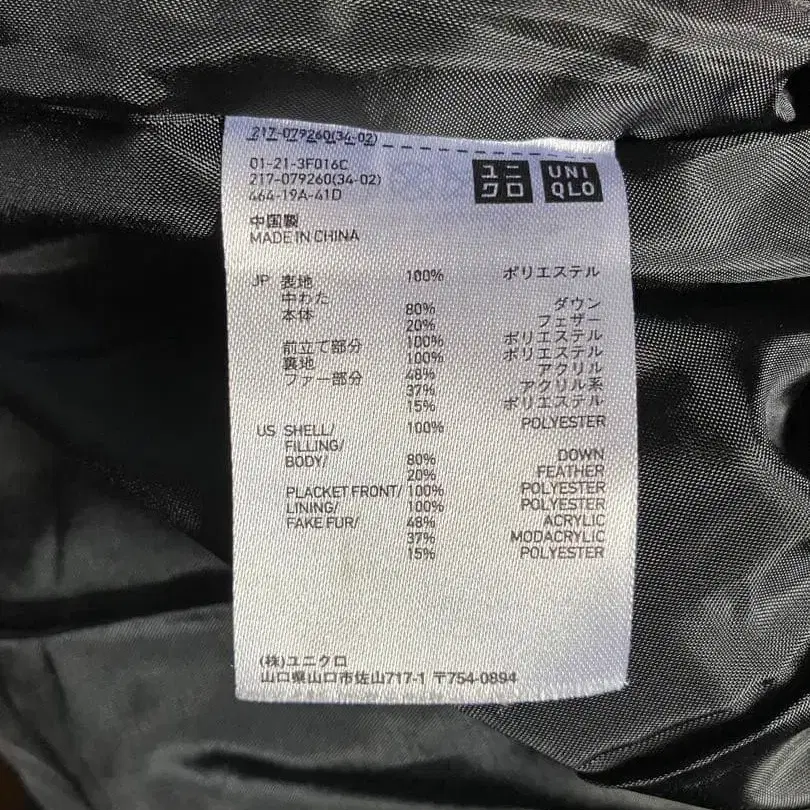 217-079260(34-02)
01-21-3F016C
217-079260(34-02)
464-19A-41D
ユニ
クロ
UNI
QLO
中国製
MADE IN CHINA
JP 表地 100% ポリエステル
中わた
本体 80% ダウン
20% フェザー
前立て部分 100% ポリエステル
裏地 100% ポリエステル
ファー部分 48% アクリル
37% アクリル系
15% ポリエステル
US SHELL/ 100% POLYESTER
FILLING/
BODY/ 80% DOWN
20% FEATHER
PLACKET FRONT/ 100% POLYESTER
LINING/ 100% POLYESTER
FAKE FUR/ 48% ACRYLIC
37% MODACRYLIC
15% POLYESTER
(株)ユニクロ
山口県山口市佐山717-1 〒754-0894